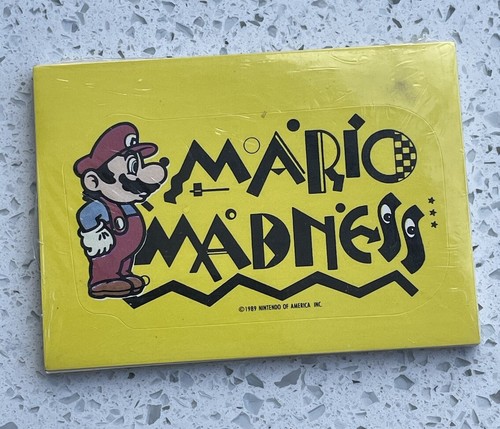 MARIO
MADNESS
©1989 NINTENDO OF AMERICA INC.